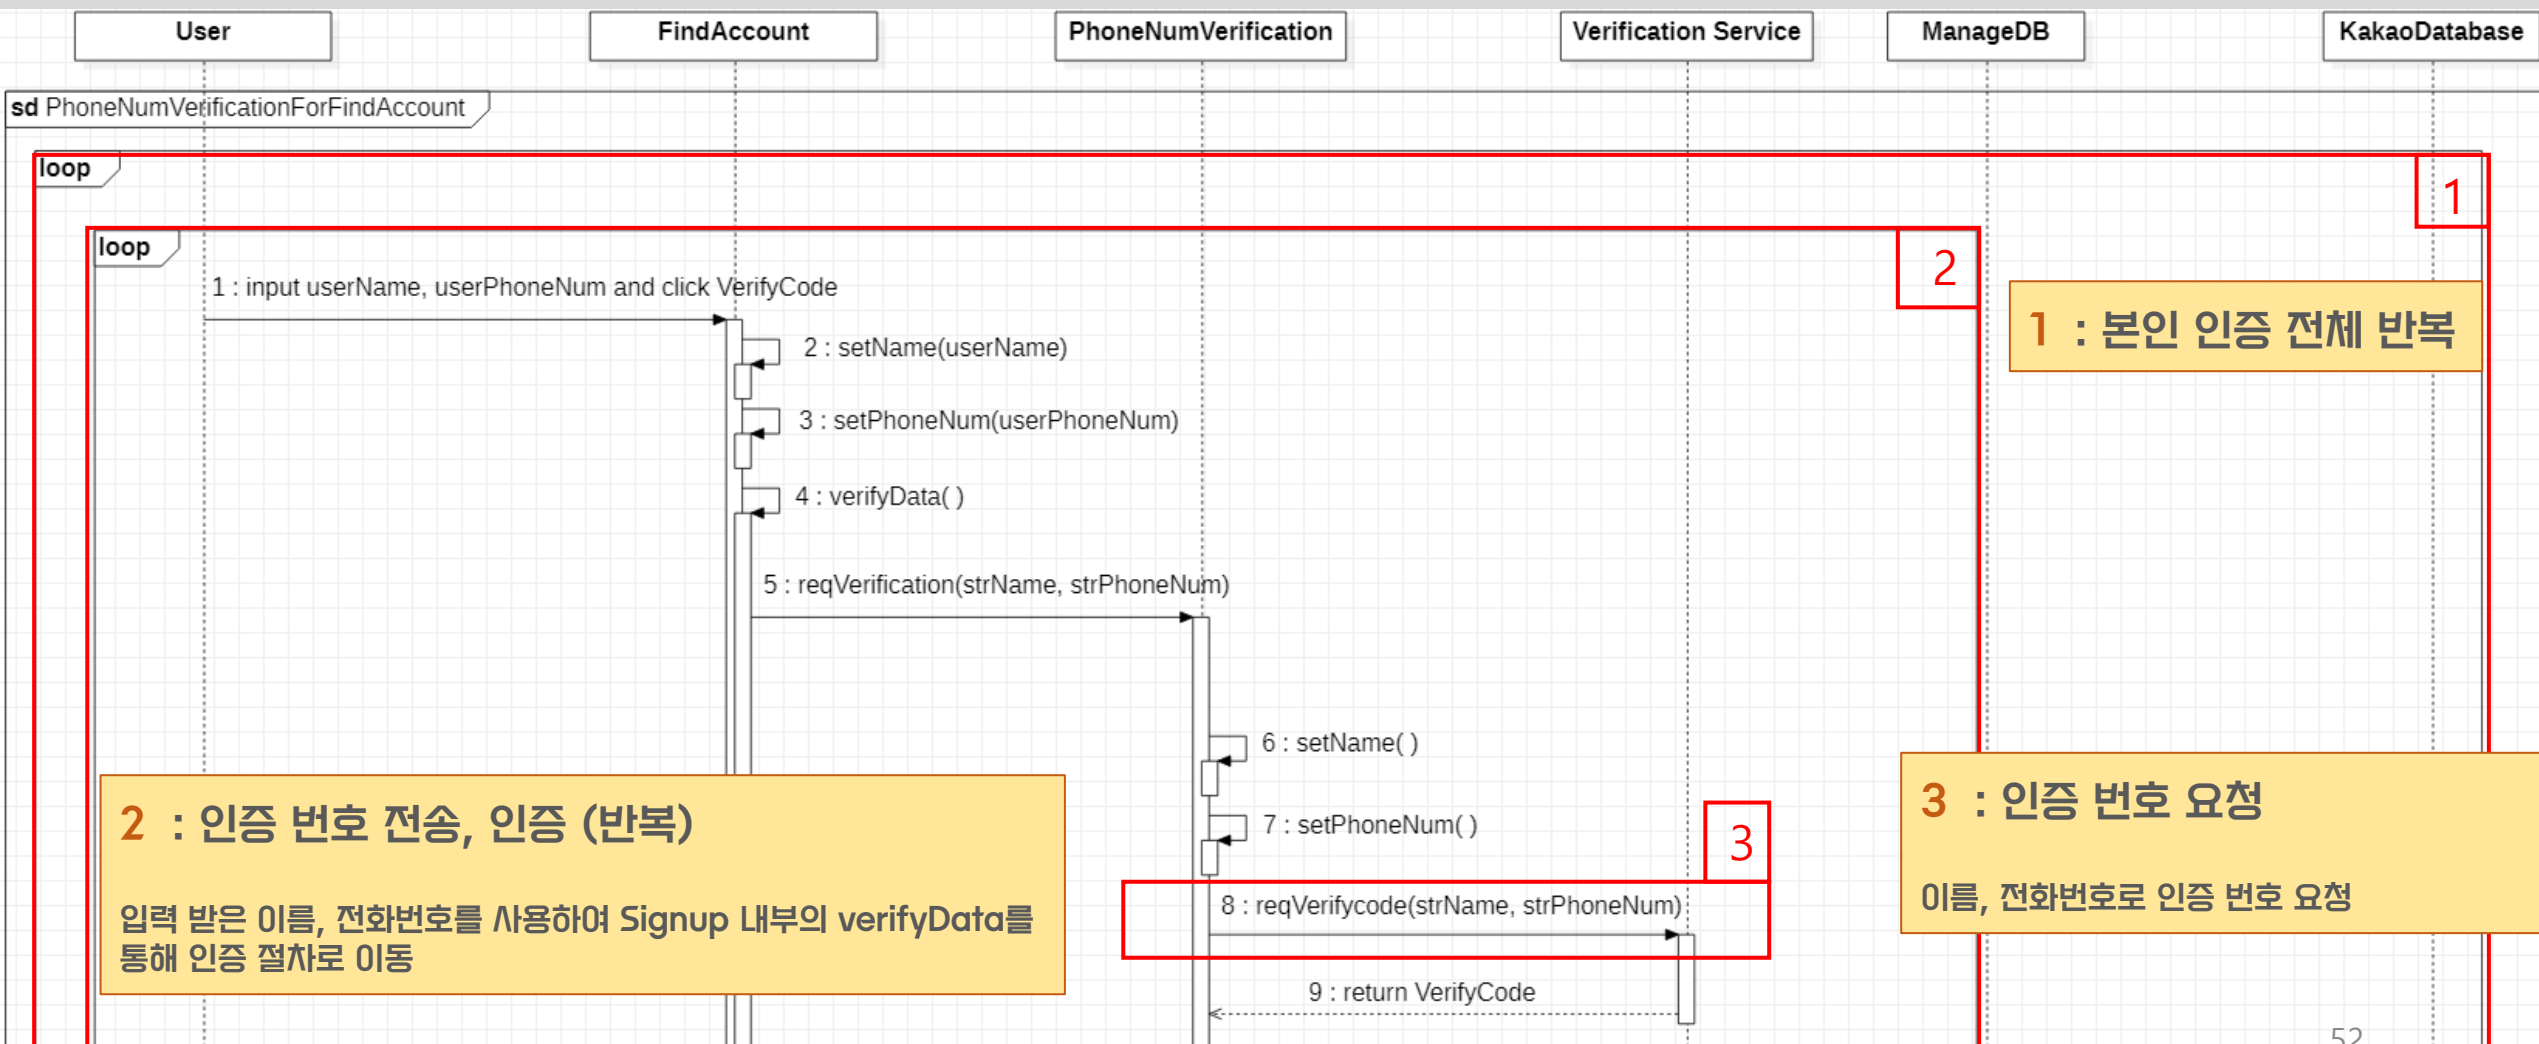 User
FindAccount
PhoneNumVerification
Verification Service
ManageDB
KakaoDatabase
sd PhoneNumVerificationForFindAccount
loop
1
loop
2
1 : input userName, userPhoneNum and click VerifyCode
1 : 본인 인증 전체 반복
2 : setName(userName)
3 : setPhoneNum(userPhoneNum)
4 : verifyData( )
5 : reqVerification(strName, strPhoneNum)
6 : setName( )
7 : setPhoneNum( )
2 : 인증 번호 전송, 인증 (반복)
입력 받은 이름, 전화번호를 사용하여 Signup 내부의 verifyData를
통해 인증 절차로 이동
3
3 : 인증 번호 요청
이름, 전화번호로 인증 번호 요청
8 : reqVerifycode(strName, strPhoneNum)
9 : return VerifyCode
52